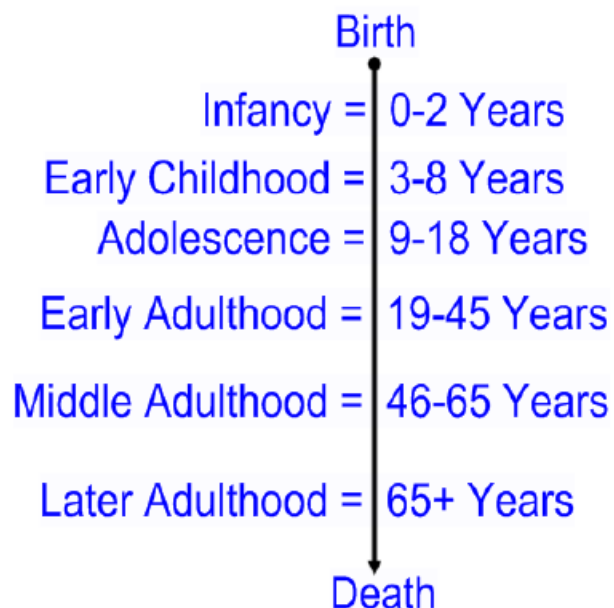 Birth
Infancy = 0-2 Years
Early Childhood = 3-8 Years
Adolescence = 9-18 Years
Early Adulthood = 19-45 Years
Middle Adulthood = 46-65 Years
Later Adulthood = 65+ Years
Death